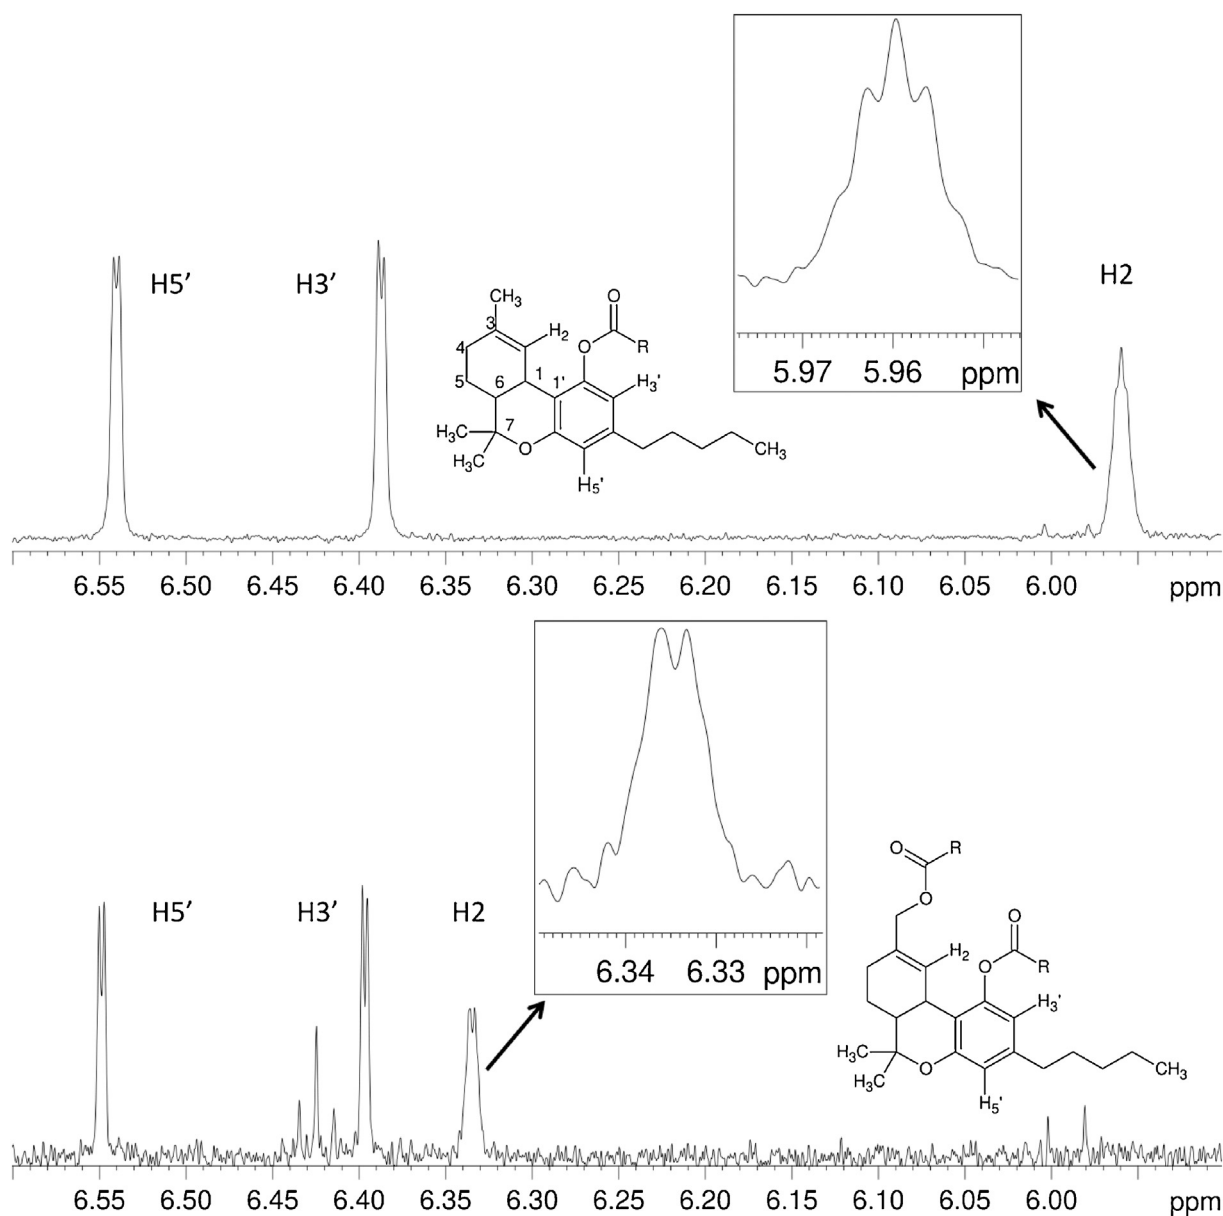 5.97 5.96 ppm
H5’ H3’ H2
CH₃
O
3
H₂
4
O R
5 6 1 1' H₃'
7
H₃C
O
CH₃
H₃C
H₅'
6.55 6.50 6.45 6.40 6.35 6.30 6.25 6.20 6.15 6.10 6.05 6.00 ppm
6.34 6.33 ppm
H5’ H3’ H2
O R
O
O
H₂
O R
H₃'
H₃C
O
CH₃
H₃C
H₅'
6.55 6.50 6.45 6.40 6.35 6.30 6.25 6.20 6.15 6.10 6.05 6.00 ppm